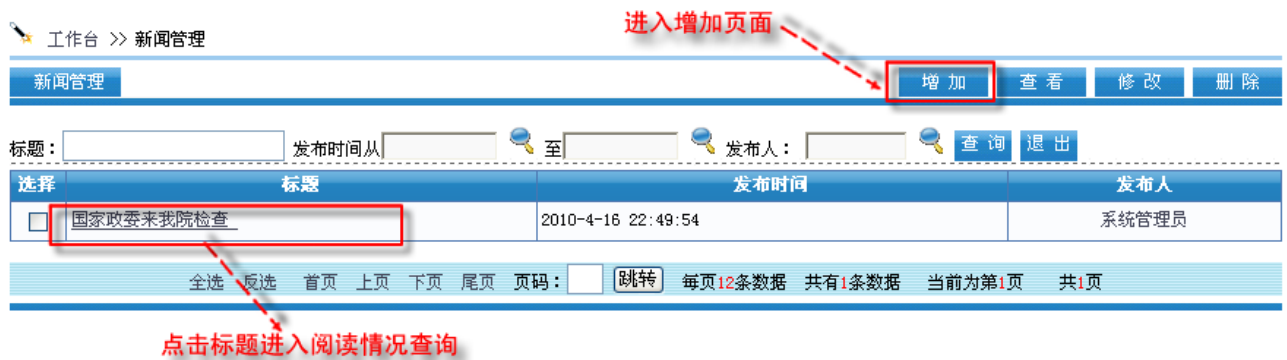 进入增加页面
工作台 >> 新闻管理
新闻管理 增 加 查 看 修 改 删 除
标题： 发布时间从 至 发布人： 查 询 退 出
选择 标题 发布时间 发布人
国家政委来我院检查 2010-4-16 22:49:54 系统管理员
全选 反选 首页 上页 下页 尾页 页码： 跳转 每页12条数据 共有1条数据 当前为第1页 共1页
点击标题进入阅读情况查询